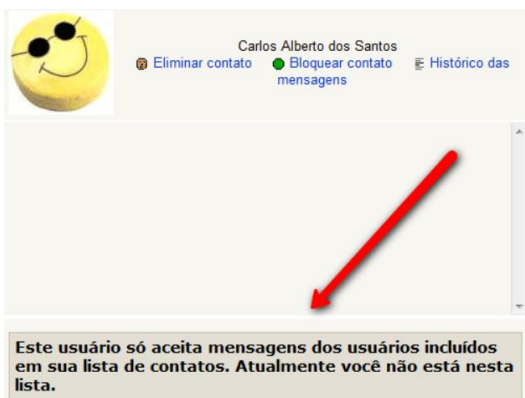 Carlos Alberto dos Santos
Eliminar contato Bloquear contato Histórico das
mensagens
Este usuário só aceita mensagens dos usuários incluídos
em sua lista de contatos. Atualmente você não está nesta
lista.